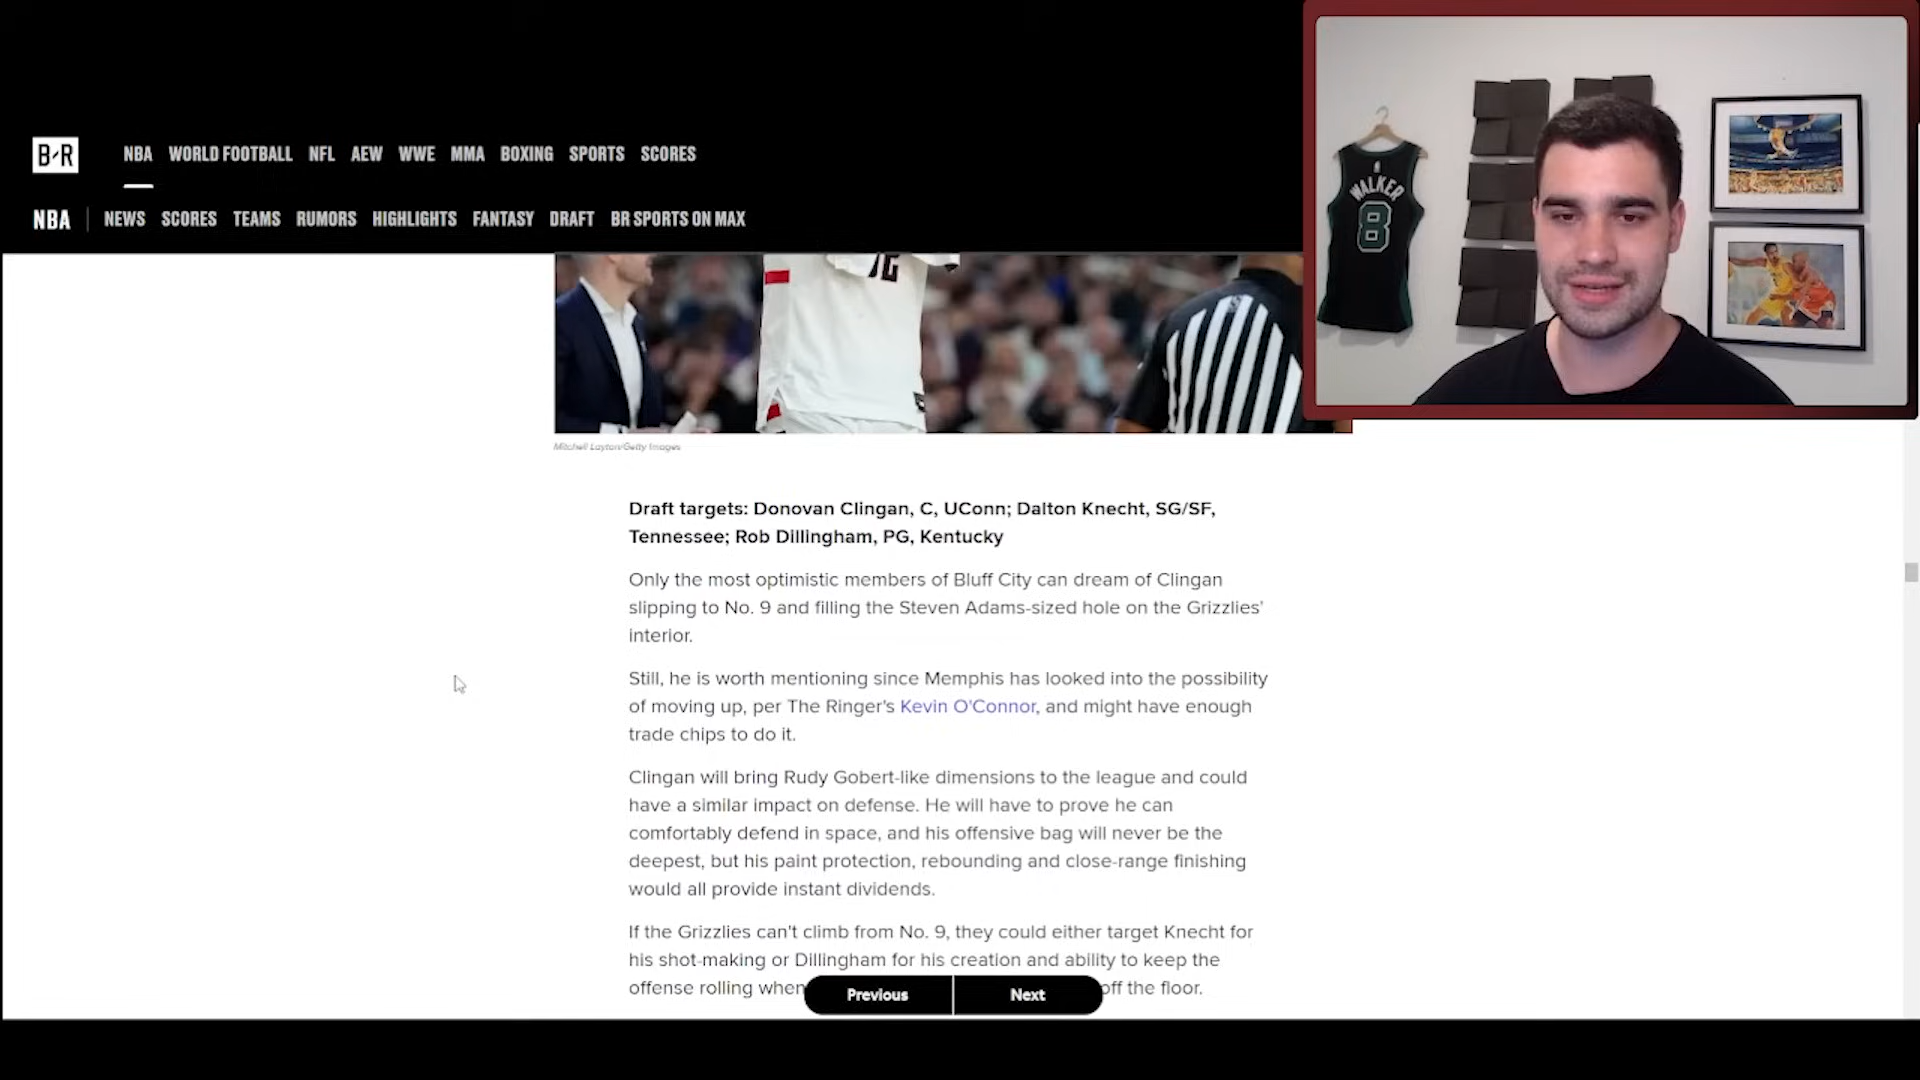 B/R NBA WORLD FOOTBALL NFL AEW WWE MMA BOXING SPORTS SCORES
NBA NEWS SCORES TEAMS RUMORS HIGHLIGHTS FANTASY DRAFT BR SPORTS ON MAX
WALKER
8
12
Mitchell Layton/Getty Images
Draft targets: Donovan Clingan, C, UConn; Dalton Knecht, SG/SF,
Tennessee; Rob Dillingham, PG, Kentucky
Only the most optimistic members of Bluff City can dream of Clingan
slipping to No. 9 and filling the Steven Adams-sized hole on the Grizzlies'
interior.
Still, he is worth mentioning since Memphis has looked into the possibility
of moving up, per The Ringer's Kevin O'Connor, and might have enough
trade chips to do it.
Clingan will bring Rudy Gobert-like dimensions to the league and could
have a similar impact on defense. He will have to prove he can
comfortably defend in space, and his offensive bag will never be the
deepest, but his paint protection, rebounding and close-range finishing
would all provide instant dividends.
If the Grizzlies can't climb from No. 9, they could either target Knecht for
his shot-making or Dillingham for his creation and ability to keep the
offense rolling when off the floor.
Previous Next